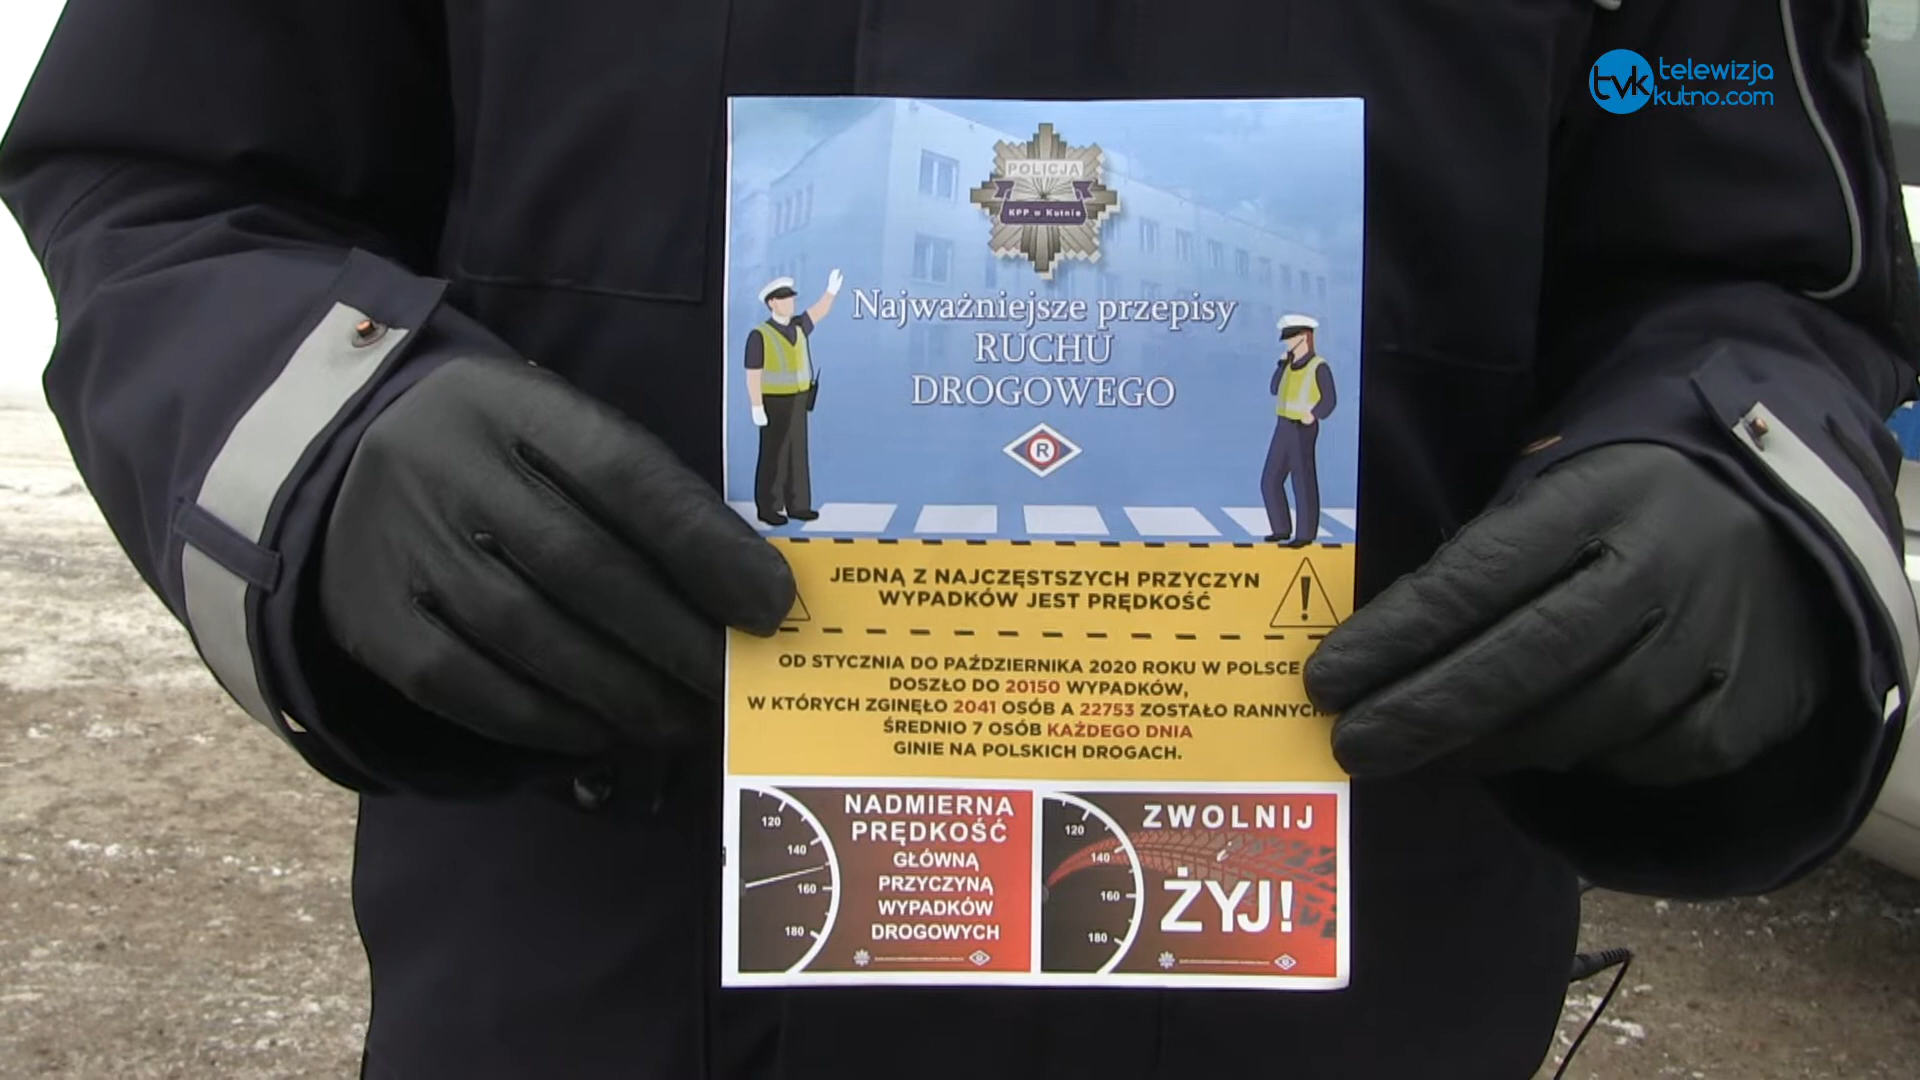 tvk telewizja
kutno.com
POLICJA
KPP w Kutnie
Najważniejsze przepisy
RUCHU
DROGOWEGO
R
JEDNĄ Z NAJCZĘSTSZYCH PRZYCZYN
WYPADKÓW JEST PRĘDKOŚĆ
OD STYCZNIA DO PAŹDZIERNIKA 2020 ROKU W POLSCE
DOSZŁO DO 20150 WYPADKÓW,
W KTÓRYCH ZGINĘŁO 2041 OSÓB A 22753 ZOSTAŁO RANNYCH.
ŚREDNIO 7 OSÓB KAŻDEGO DNIA
GINIE NA POLSKICH DROGACH.
NADMIERNA
PRĘDKOŚĆ
GŁÓWNĄ
PRZYCZYNĄ
WYPADKÓW
DROGOWYCH
120
140
160
180
ZWOLNIJ
ŻYJ!
120
140
160
180